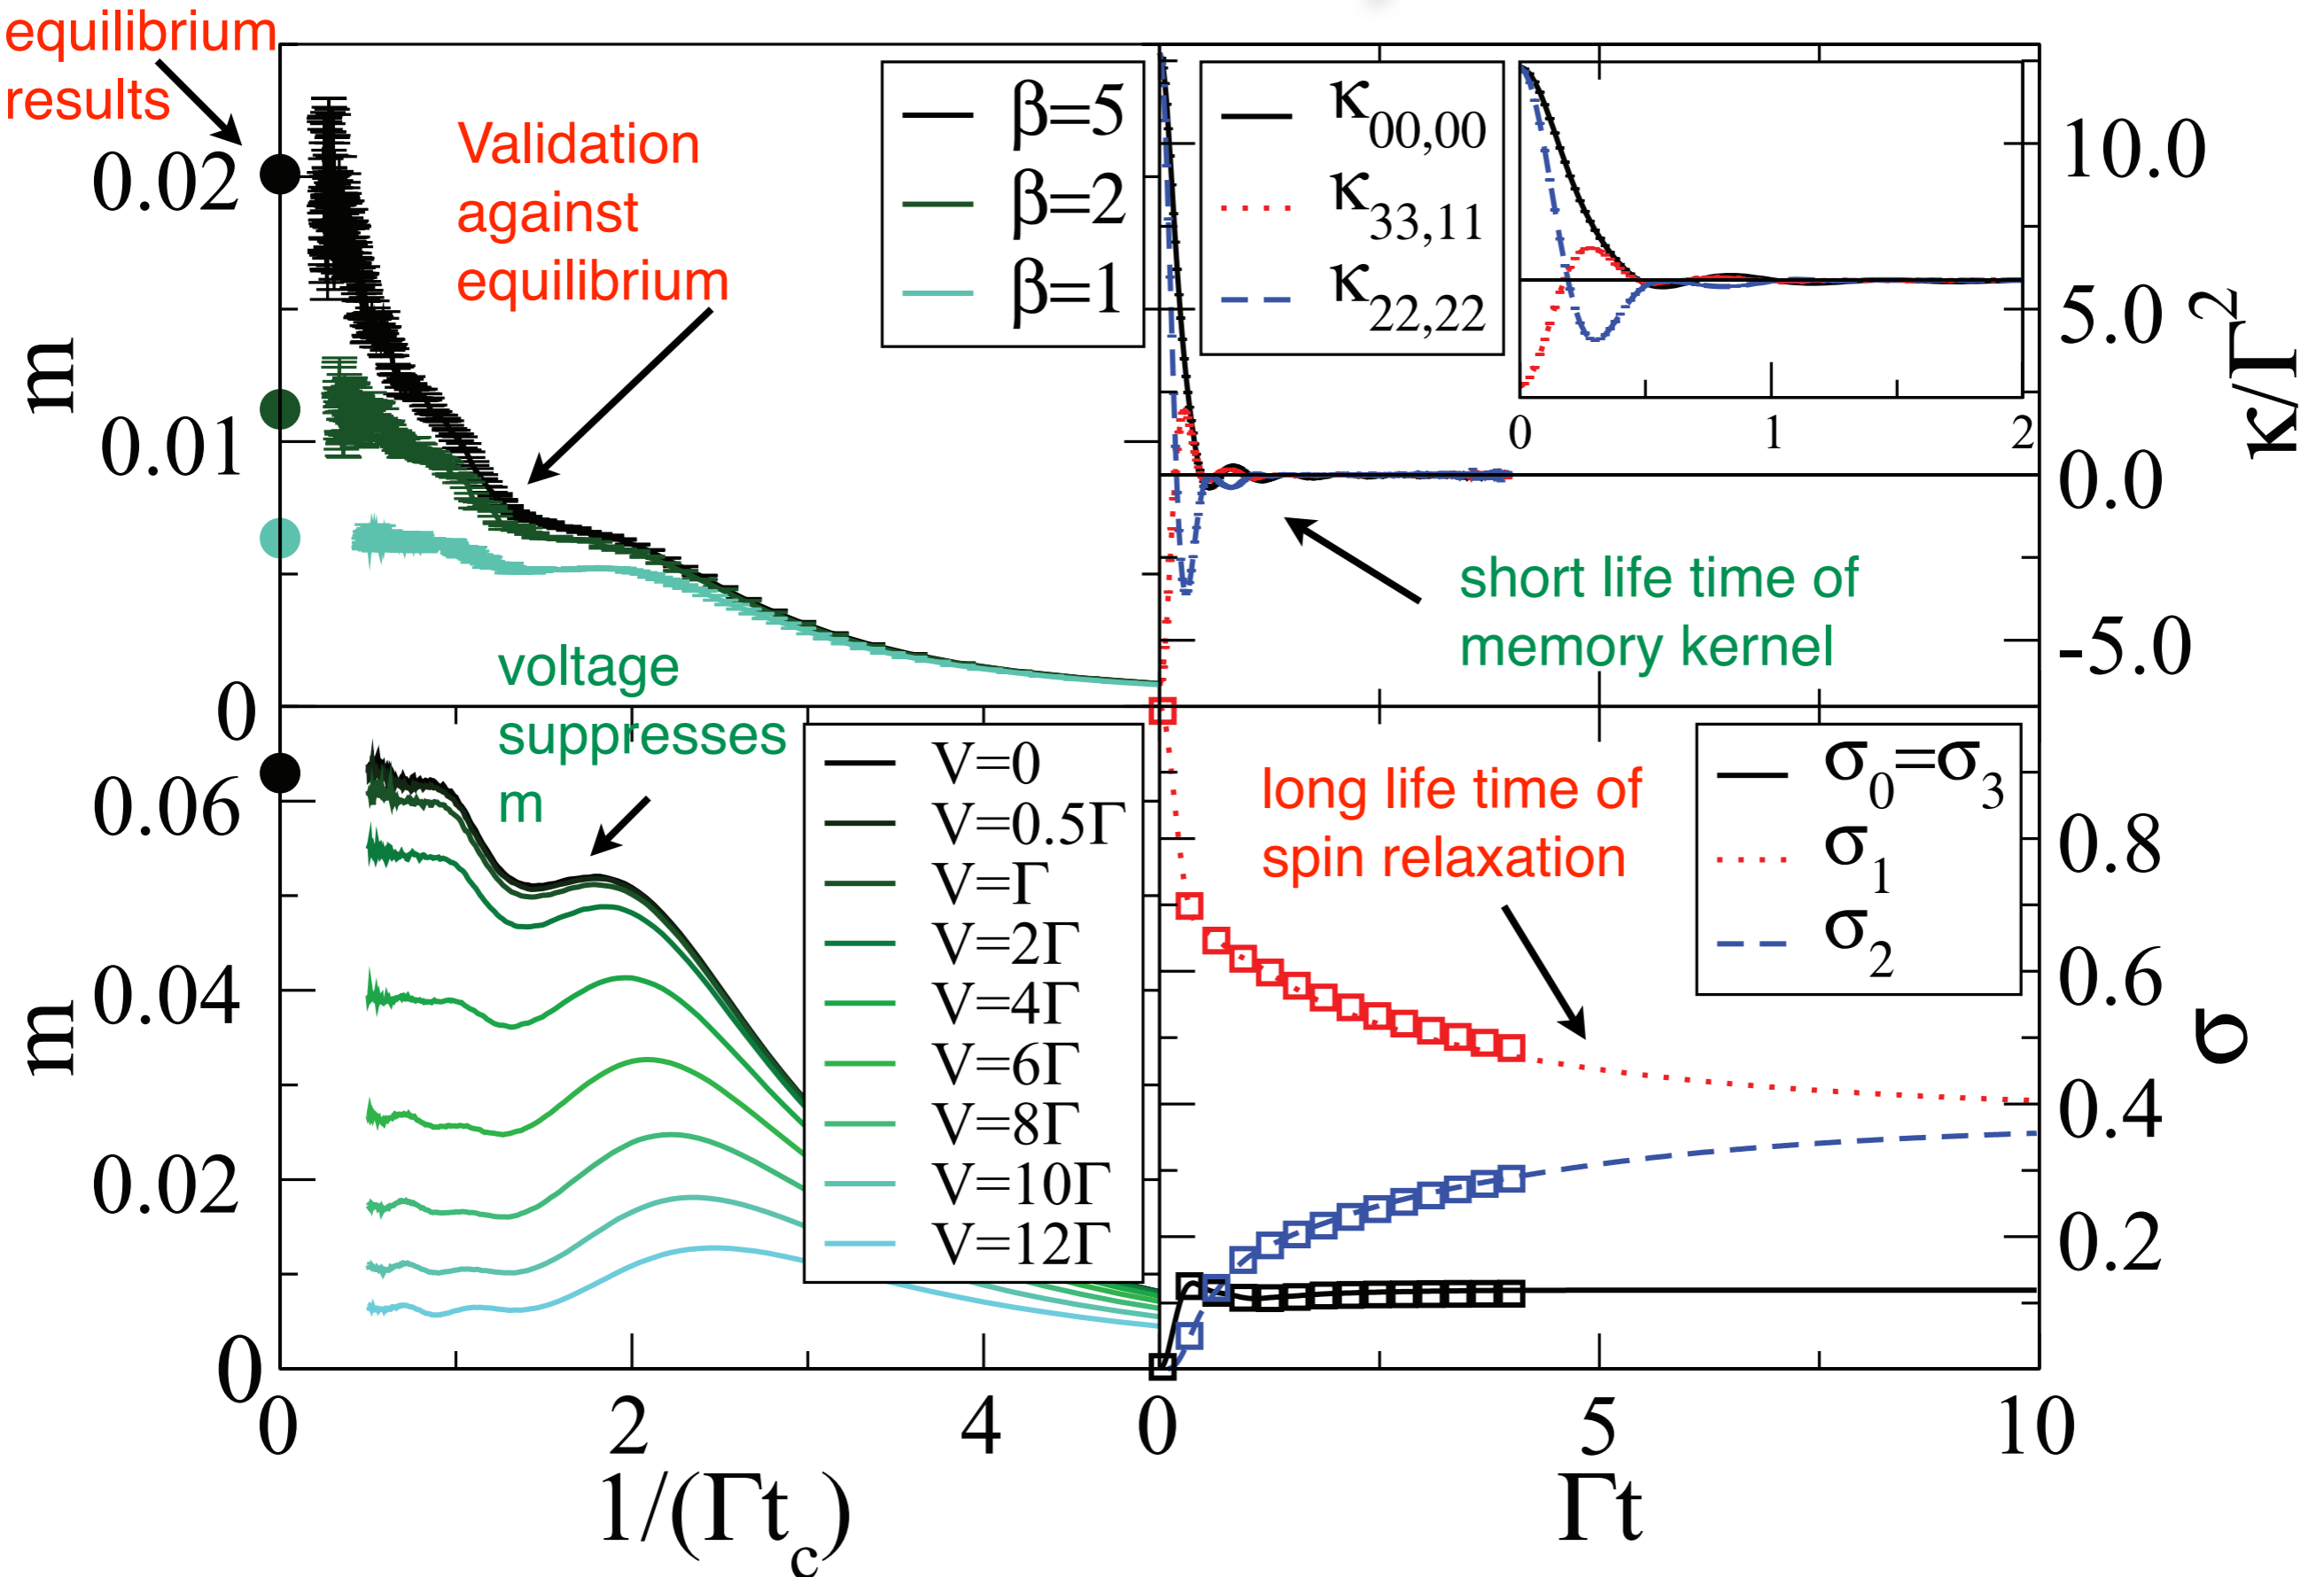 equilibrium
results
Validation
against
equilibrium
β=5
β=2
β=1
0.02
0.01
0
m
κ00,00
κ33,11
κ22,22
0
1
2
10.0
5.0
0.0
-5.0
κ/Γ²
short life time of
memory kernel
voltage
suppresses
m
V=0
V=0.5Γ
V=Γ
V=2Γ
V=4Γ
V=6Γ
V=8Γ
V=10Γ
V=12Γ
0.06
0.04
0.02
0
m
0
2
4
1/(Γtc)
long life time of
spin relaxation
σ0=σ3
σ1
σ2
0.8
0.6
0.4
0.2
σ
0
5
10
Γt